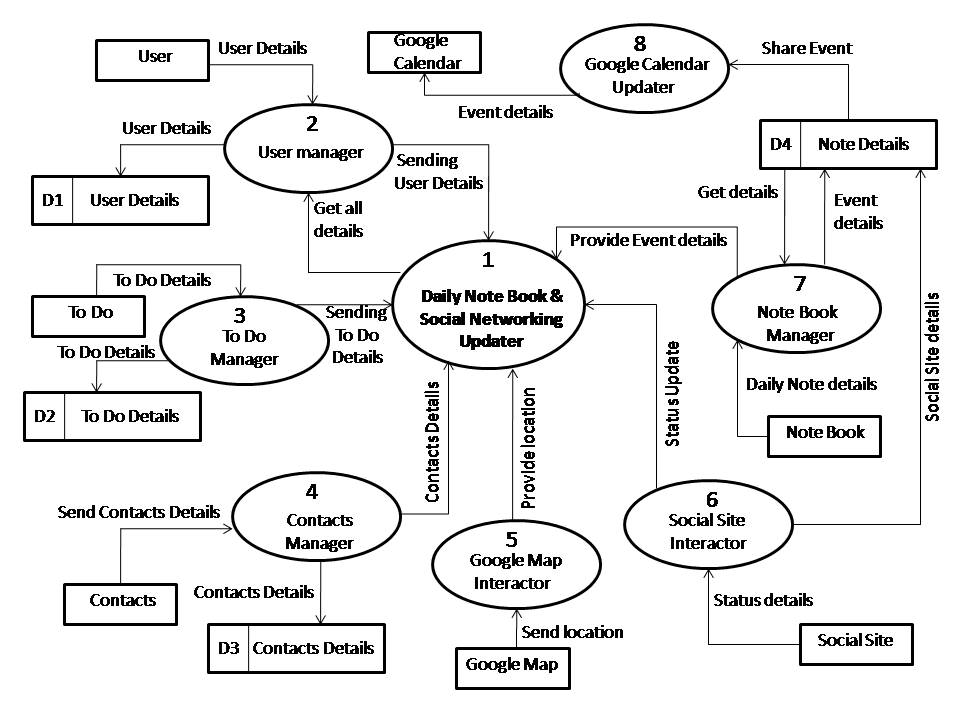 User
User Details
Google
Calendar
8
Google Calendar
Updater
Share Event
Event details
User Details
2
User manager
Sending
User Details
D4 Note Details
D1 User Details
Get all
details
Get details
Event
details
Provide Event details
To Do Details
1
Daily Note Book &
Social Networking
Updater
7
Note Book
Manager
To Do
3
To Do
Manager
Sending
To Do
Details
To Do Details
D2 To Do Details
Contacts Details
Provide location
Status Update
Daily Note details
Social Site details
Note Book
4
Contacts
Manager
Send Contacts Details
5
Google Map
Interactor
6
Social Site
Interactor
Contacts
Contacts Details
Status details
D3 Contacts Details
Send location
Google Map
Social Site